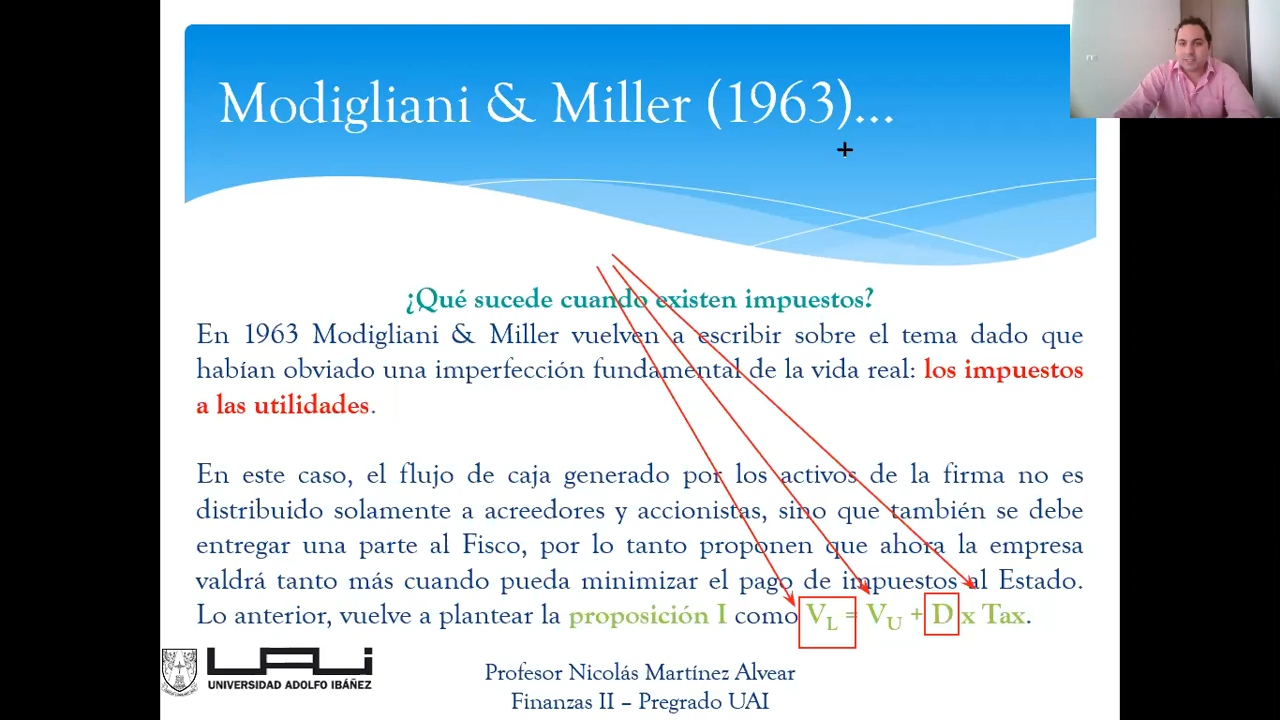 Modigliani & Miller (1963)...
¿Qué sucede cuando existen impuestos?
En 1963 Modigliani & Miller vuelven a escribir sobre el tema dado que
habían obviado una imperfección fundamental de la vida real: los impuestos
a las utilidades.
En este caso, el flujo de caja generado por los activos de la firma no es
distribuido solamente a acreedores y accionistas, sino que también se debe
entregar una parte al Fisco, por lo tanto proponen que ahora la empresa
valdrá tanto más cuando pueda minimizar el pago de impuestos al Estado.
Lo anterior, vuelve a plantear la proposición I como V_L = V_U + D x Tax.
UAI
UNIVERSIDAD ADOLFO IBÁÑEZ
Profesor Nicolás Martínez Alvear
Finanzas II – Pregrado UAI